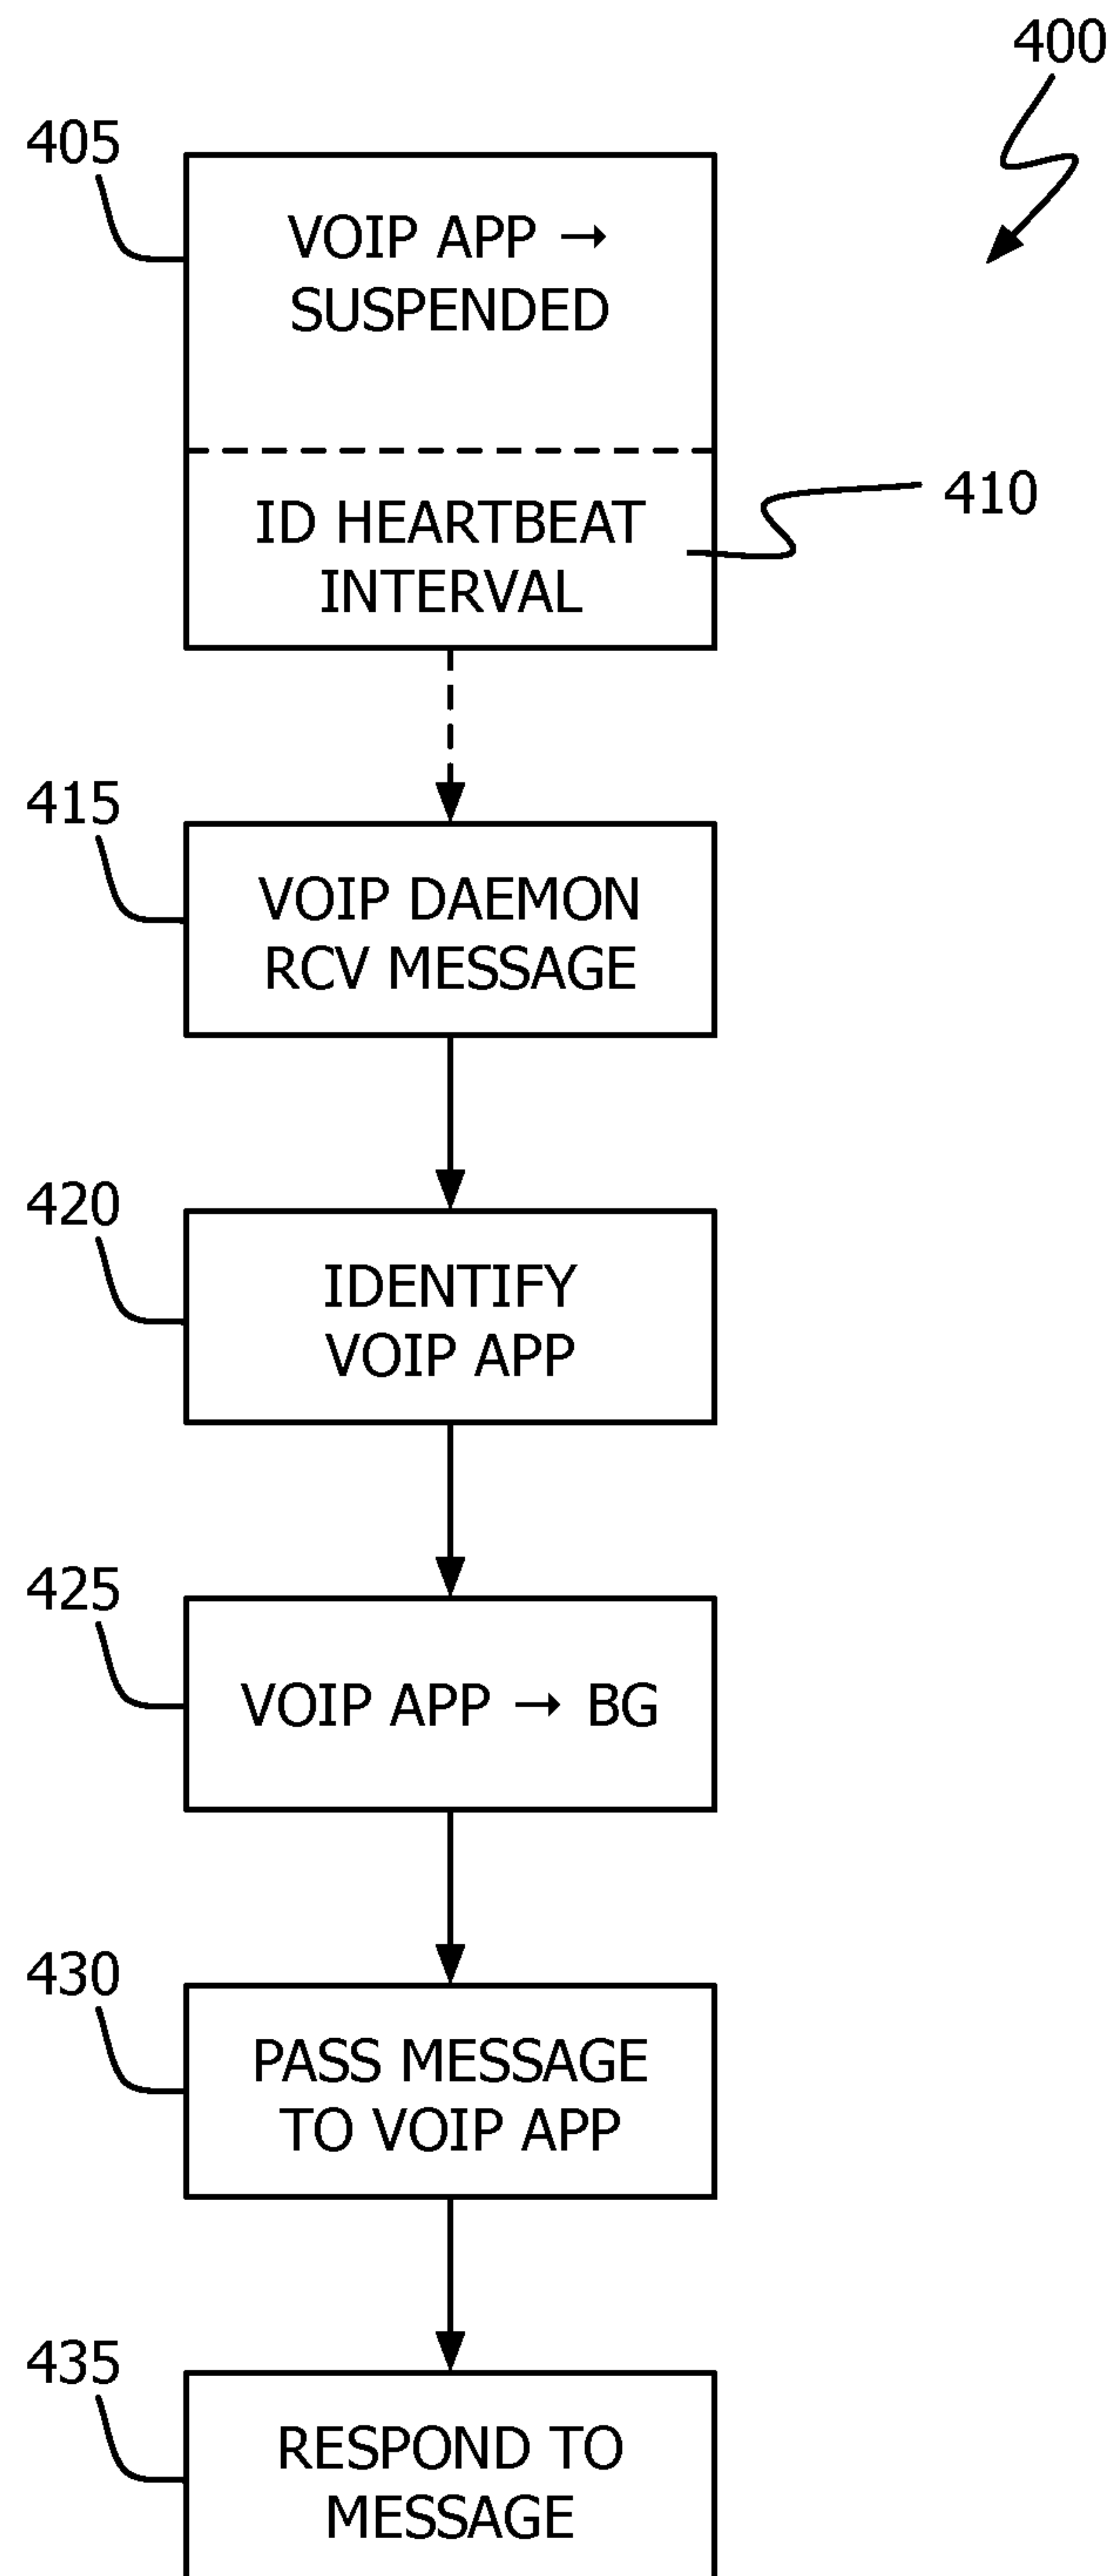 400
405
VOIP APP →
SUSPENDED
ID HEARTBEAT
INTERVAL
410
415
VOIP DAEMON
RCV MESSAGE
420
IDENTIFY
VOIP APP
425
VOIP APP → BG
430
PASS MESSAGE
TO VOIP APP
435
RESPOND TO
MESSAGE